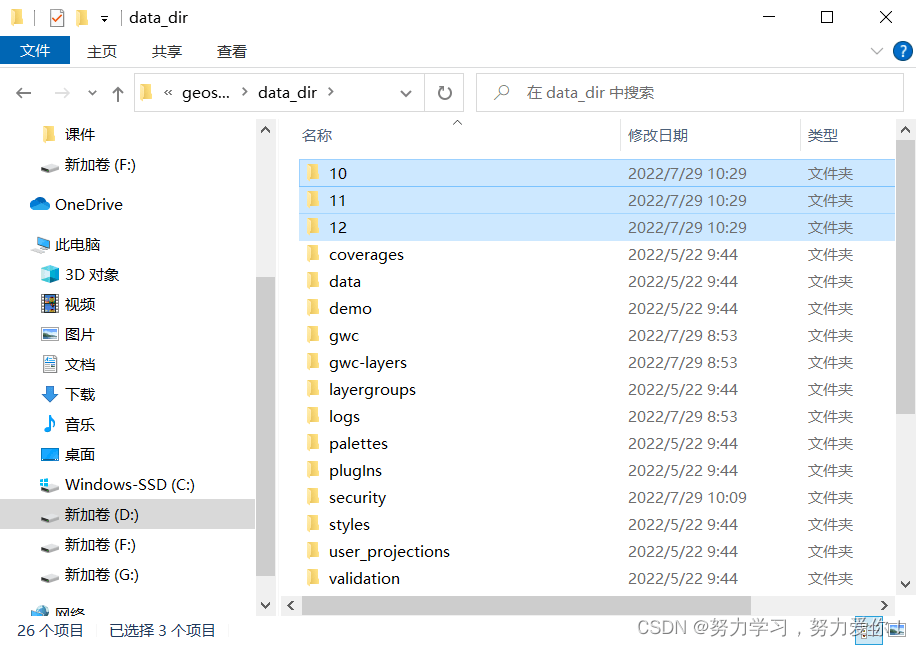 data_dir
文件 主页 共享 查看
« geos... data_dir
在 data_dir 中搜索
课件
新加卷 (F:)
OneDrive
此电脑
3D 对象
视频
图片
文档
下载
音乐
桌面
Windows-SSD (C:)
新加卷 (D:)
新加卷 (F:)
新加卷 (G:)
网络
名称 修改日期 类型
10 2022/7/29 10:29 文件夹
11 2022/7/29 10:29 文件夹
12 2022/7/29 10:29 文件夹
coverages 2022/5/22 9:44 文件夹
data 2022/5/22 9:44 文件夹
demo 2022/5/22 9:44 文件夹
gwc 2022/7/29 8:53 文件夹
gwc-layers 2022/7/29 8:53 文件夹
layergroups 2022/5/22 9:44 文件夹
logs 2022/7/29 8:53 文件夹
palettes 2022/5/22 9:44 文件夹
plugIns 2022/5/22 9:44 文件夹
security 2022/7/29 10:09 文件夹
styles 2022/5/22 9:44 文件夹
user_projections 2022/5/22 9:44 文件夹
validation 2022/5/22 9:44 文件夹
26 个项目 已选择 3 个项目
CSDN @努力学习，努力爱你！